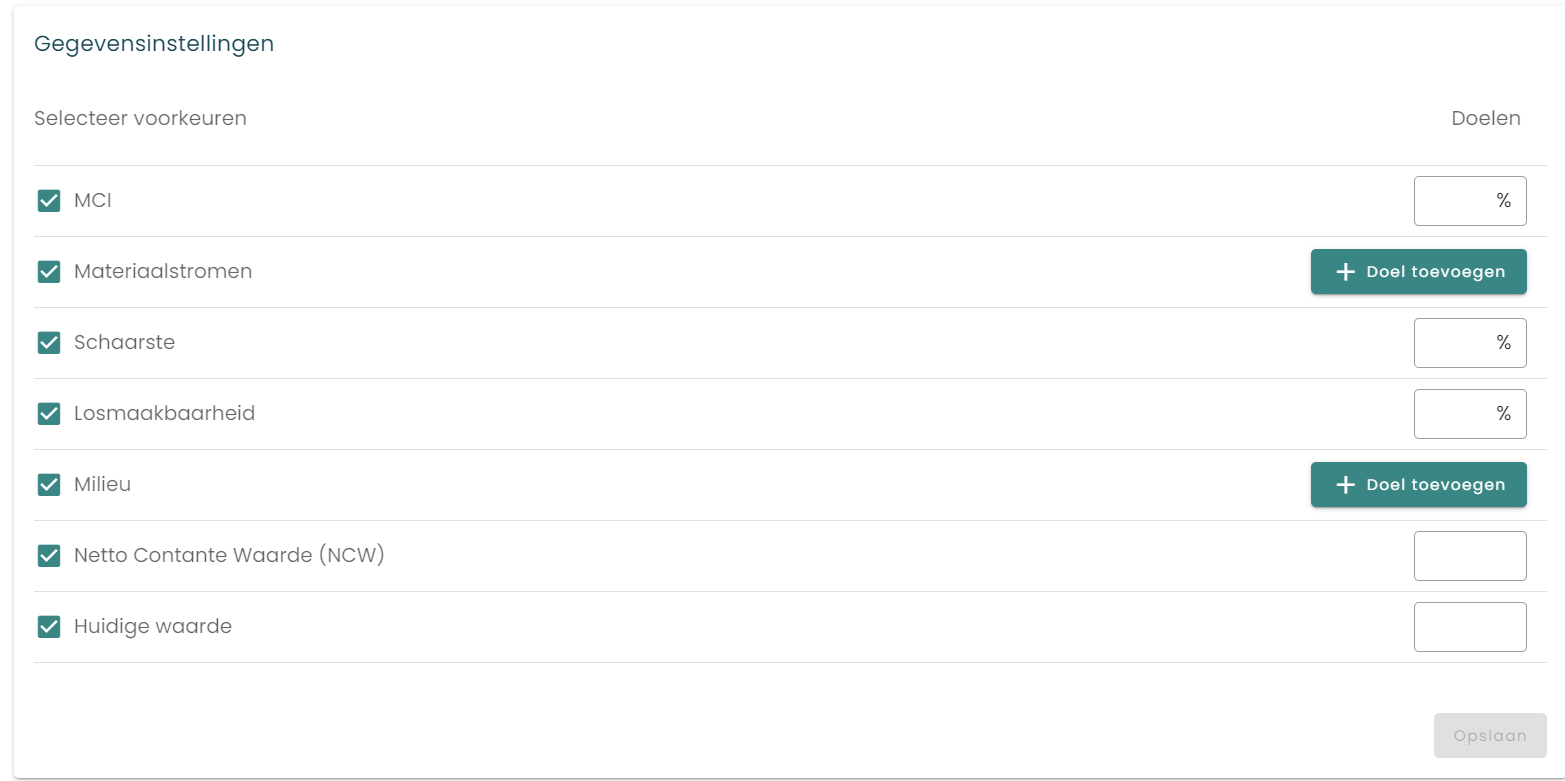 Gegevensinstellingen
Selecteer voorkeuren Doelen
MCI %
Materiaalstromen + Doel toevoegen
Schaarste %
Losmaakbaarheid %
Milieu + Doel toevoegen
Netto Contante Waarde (NCW)
Huidige waarde
Opslaan